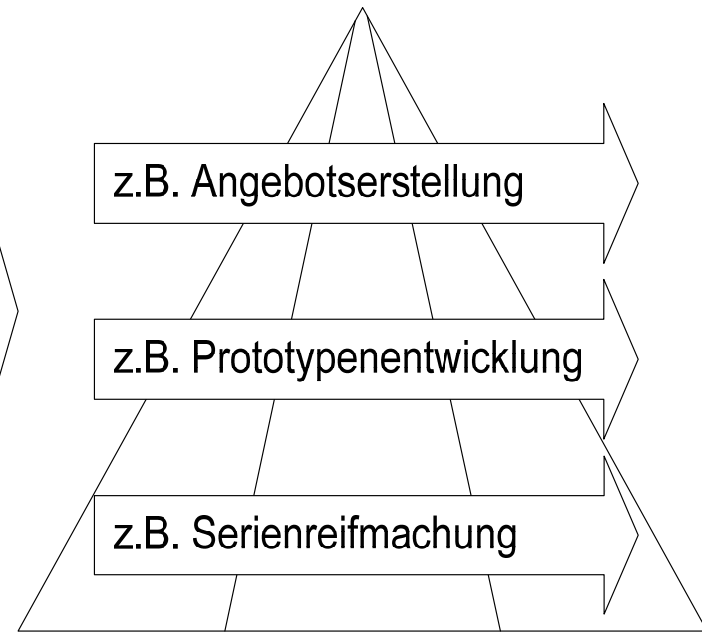 z.B. Angebotserstellung
z.B. Prototypenentwicklung
z.B. Serienreifmachung